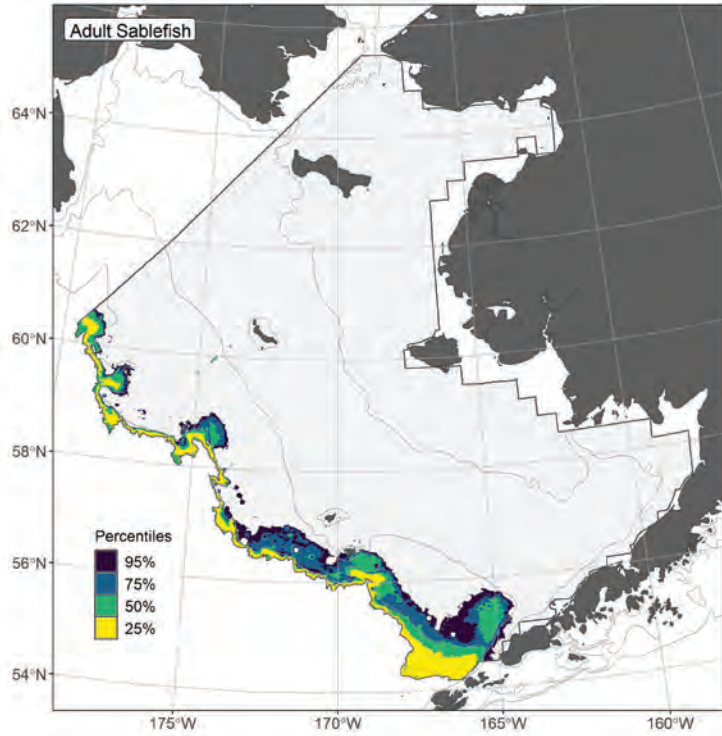 Adult Sablefish
64°N
62°N
60°N
58°N
56°N
54°N
Percentiles
95%
75%
50%
25%
175°W
170°W
165°W
160°W